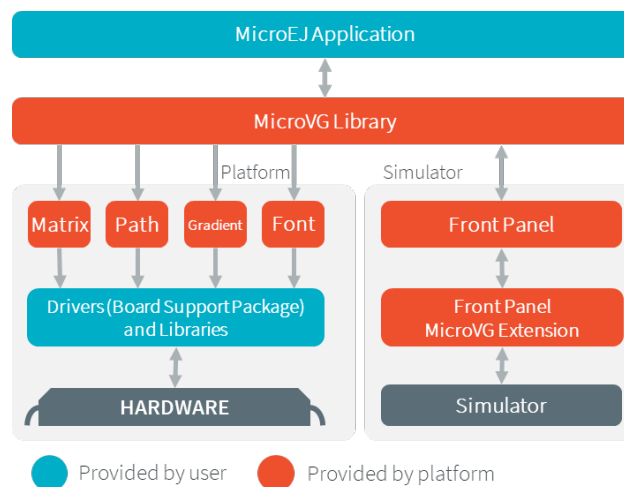 MicroEJ Application
MicroVG Library
Platform
Simulator
Matrix
Path
Gradient
Font
Front Panel
Drivers (Board Support Package)
and Libraries
Front Panel
MicroVG Extension
HARDWARE
Simulator
Provided by user
Provided by platform